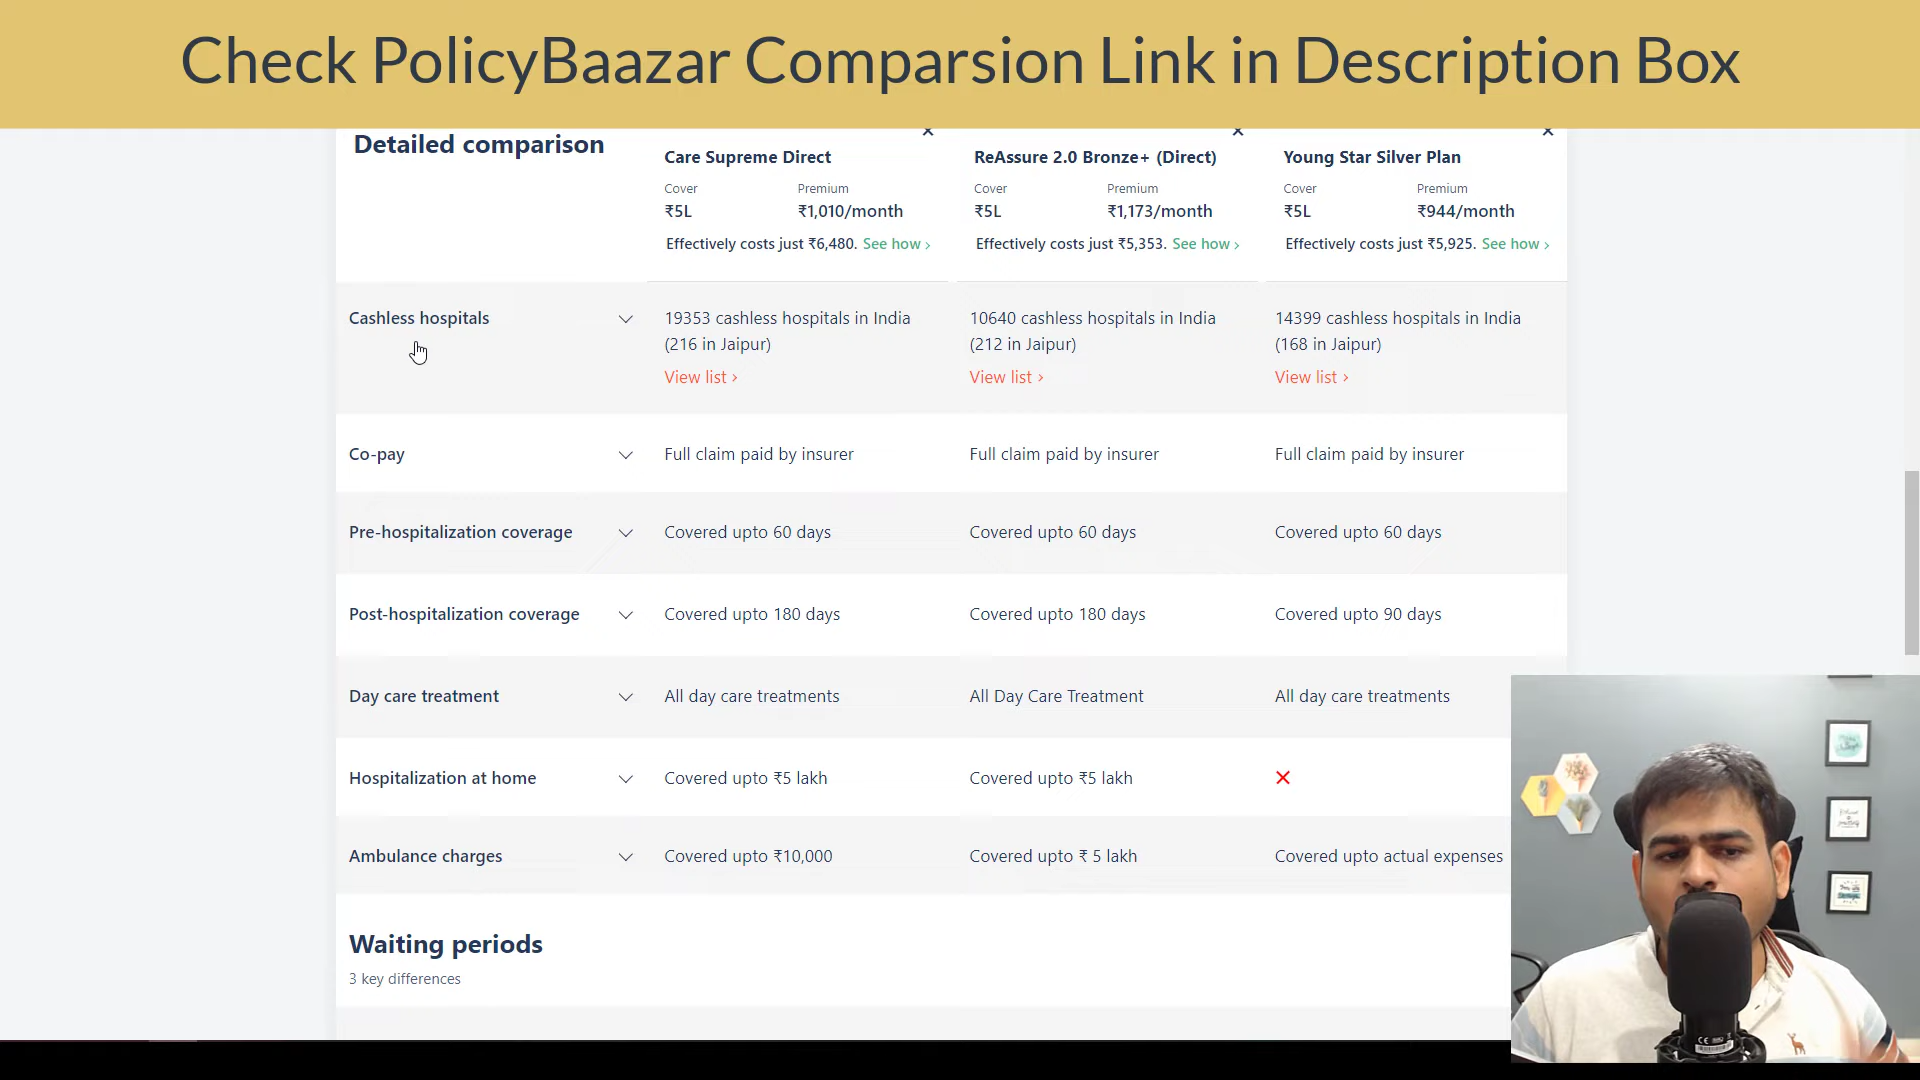 Check PolicyBaazar Comparsion Link in Description Box
Detailed comparison
Care Supreme Direct
Cover Premium
₹5L ₹1,010/month
Effectively costs just ₹6,480. See how ›
ReAssure 2.0 Bronze+ (Direct)
Cover Premium
₹5L ₹1,173/month
Effectively costs just ₹5,353. See how ›
Young Star Silver Plan
Cover Premium
₹5L ₹944/month
Effectively costs just ₹5,925. See how ›
Cashless hospitals
19353 cashless hospitals in India
(216 in Jaipur)
View list ›
10640 cashless hospitals in India
(212 in Jaipur)
View list ›
14399 cashless hospitals in India
(168 in Jaipur)
View list ›
Co-pay
Full claim paid by insurer
Full claim paid by insurer
Full claim paid by insurer
Pre-hospitalization coverage
Covered upto 60 days
Covered upto 60 days
Covered upto 60 days
Post-hospitalization coverage
Covered upto 180 days
Covered upto 180 days
Covered upto 90 days
Day care treatment
All day care treatments
All Day Care Treatment
All day care treatments
Hospitalization at home
Covered upto ₹5 lakh
Covered upto ₹5 lakh
Ambulance charges
Covered upto ₹10,000
Covered upto ₹ 5 lakh
Covered upto actual expenses
Waiting periods
3 key differences